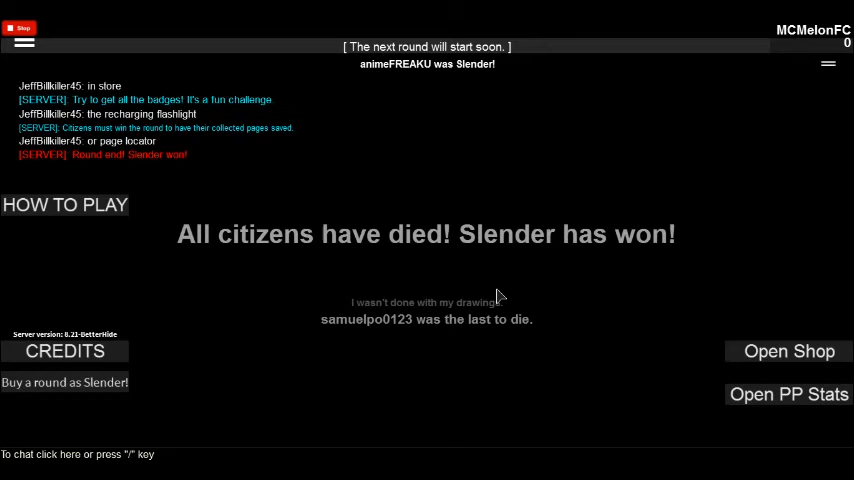 Stop
MCMelonFC
0
[ The next round will start soon. ]
animeFREAKU was Slender!
JeffBillkiller45: in store
[SERVER] Try to get all the badges! It's a fun challenge
JeffBillkiller45: the recharging flashlight
[SERVER]: Citizens must win the round to have their collected pages saved.
JeffBillkiller45: or page locator
[SERVER] Round end! Slender won!
HOW TO PLAY
All citizens have died! Slender has won!
I wasn't done with my drawings.
samuelpo0123 was the last to die.
Server version: 8.21-BetterHide
CREDITS
Open Shop
Buy a round as Slender!
Open PP Stats
To chat click here or press "/" key